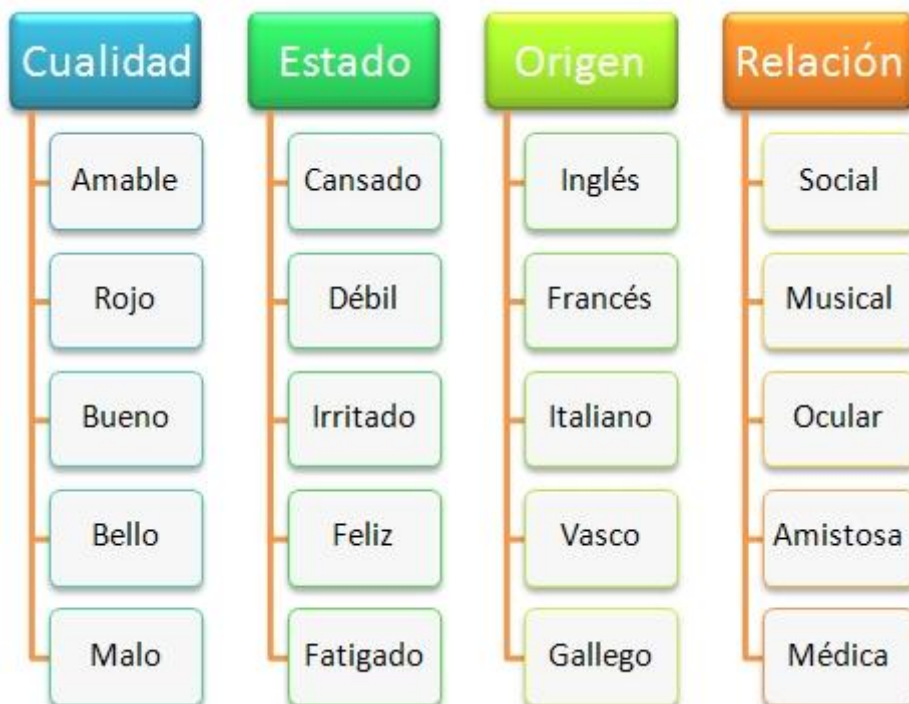 Cualidad
Amable
Rojo
Bueno
Bello
Malo
Estado
Cansado
Débil
Irritado
Feliz
Fatigado
Origen
Inglés
Francés
Italiano
Vasco
Gallego
Relación
Social
Musical
Ocular
Amistosa
Médica